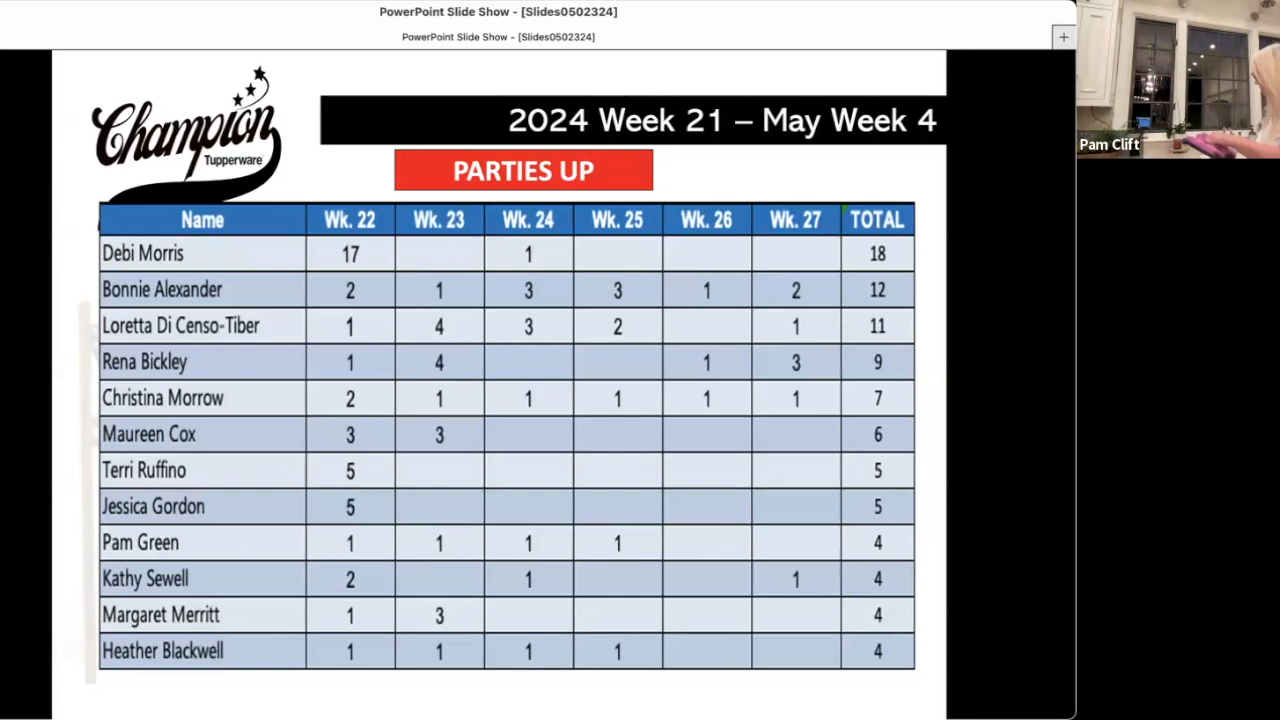 PowerPoint Slide Show - [Slides0502324]
PowerPoint Slide Show - [Slides0502324]
+
Pam Clift
Champion
Tupperware
2024 Week 21 – May Week 4
PARTIES UP
Name Wk. 22 Wk. 23 Wk. 24 Wk. 25 Wk. 26 Wk. 27 TOTAL
Debi Morris 17 1 18
Bonnie Alexander 2 1 3 3 1 2 12
Loretta Di Censo-Tiber 1 4 3 2 1 11
Rena Bickley 1 4 1 3 9
Christina Morrow 2 1 1 1 1 1 7
Maureen Cox 3 3 6
Terri Ruffino 5 5
Jessica Gordon 5 5
Pam Green 1 1 1 1 4
Kathy Sewell 2 1 1 4
Margaret Merritt 1 3 4
Heather Blackwell 1 1 1 1 4